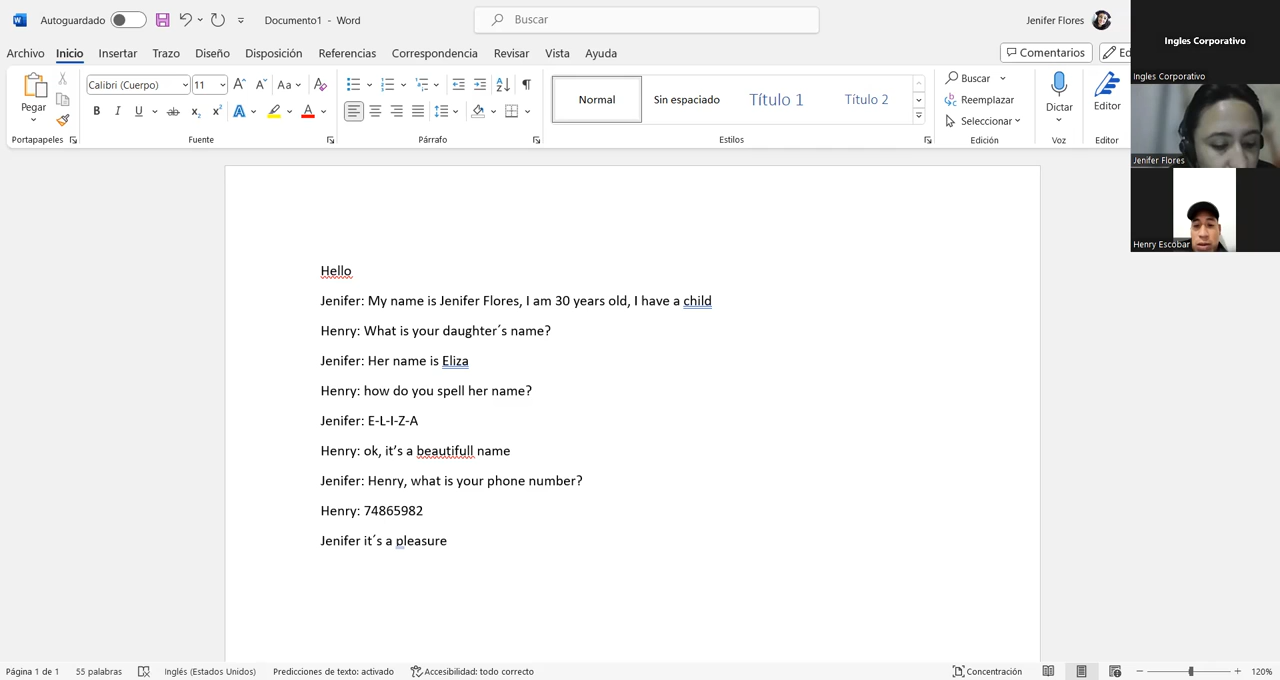 Autoguardado
Documento1 - Word
Buscar
Jenifer Flores
Archivo Inicio Insertar Trazo Diseño Disposición Referencias Correspondencia Revisar Vista Ayuda
Comentarios
Ed
Pegar
Calibri (Cuerpo) 11
Normal
Sin espaciado
Título 1
Título 2
Buscar
Reemplazar
Seleccionar
Dictar
Editor
Portapapeles
Fuente
Párrafo
Estilos
Edición
Voz
Editor
Ingles Corporativo
Ingles Corporativo
Jenifer Flores
Henry Escobar
Hello
Jenifer: My name is Jenifer Flores, I am 30 years old, I have a child
Henry: What is your daughter´s name?
Jenifer: Her name is Eliza
Henry: how do you spell her name?
Jenifer: E-L-I-Z-A
Henry: ok, it’s a beautifull name
Jenifer: Henry, what is your phone number?
Henry: 74865982
Jenifer it´s a pleasure
Página 1 de 1
55 palabras
Inglés (Estados Unidos)
Predicciones de texto: activado
Accesibilidad: todo correcto
Concentración
120%